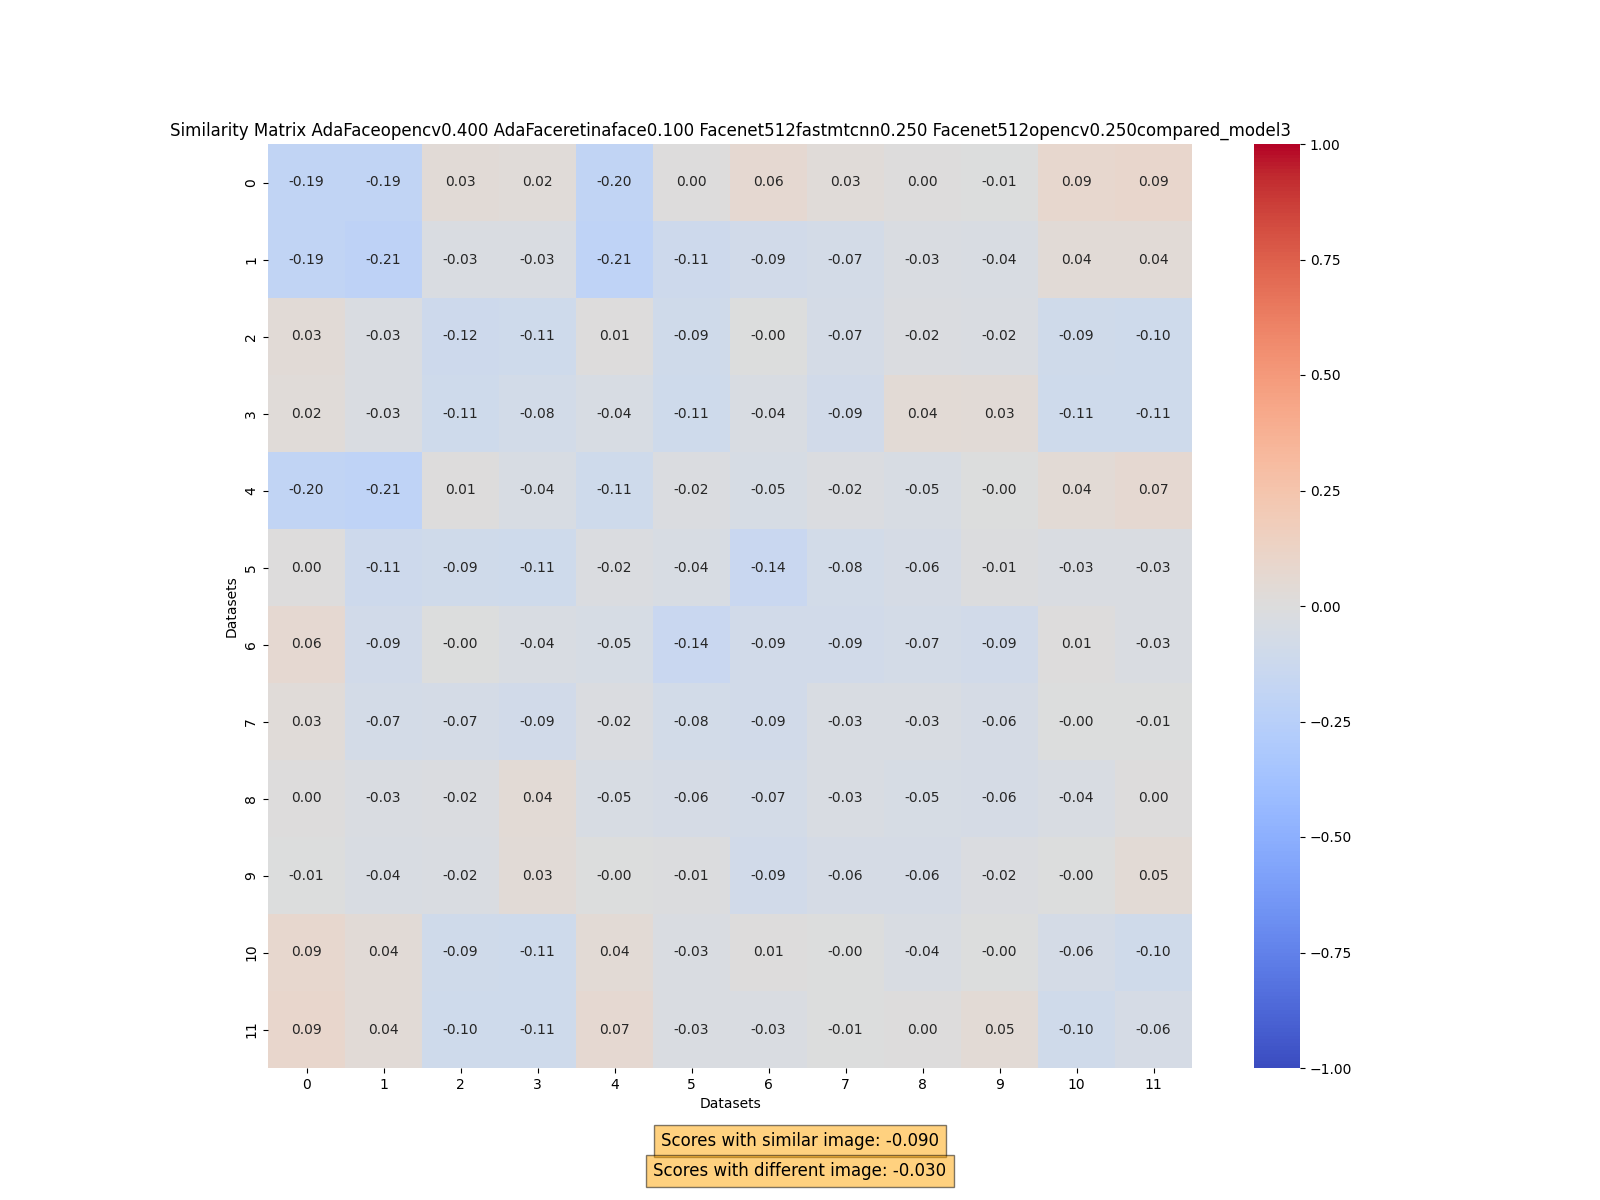 Similarity Matrix AdaFaceopencv0.400 AdaFaceretinaface0.100 Facenet512fastmtcnn0.250 Facenet512opencv0.250compared_model3
0 -0.19 -0.19 0.03 0.02 -0.20 0.00 0.06 0.03 0.00 -0.01 0.09 0.09
1 -0.19 -0.21 -0.03 -0.03 -0.21 -0.11 -0.09 -0.07 -0.03 -0.04 0.04 0.04
2 0.03 -0.03 -0.12 -0.11 0.01 -0.09 -0.00 -0.07 -0.02 -0.02 -0.09 -0.10
3 0.02 -0.03 -0.11 -0.08 -0.04 -0.11 -0.04 -0.09 0.04 0.03 -0.11 -0.11
4 -0.20 -0.21 0.01 -0.04 -0.11 -0.02 -0.05 -0.02 -0.05 -0.00 0.04 0.07
5 0.00 -0.11 -0.09 -0.11 -0.02 -0.04 -0.14 -0.08 -0.06 -0.01 -0.03 -0.03
Datasets
6 0.06 -0.09 -0.00 -0.04 -0.05 -0.14 -0.09 -0.09 -0.07 -0.09 0.01 -0.03
7 0.03 -0.07 -0.07 -0.09 -0.02 -0.08 -0.09 -0.03 -0.03 -0.06 -0.00 -0.01
8 0.00 -0.03 -0.02 0.04 -0.05 -0.06 -0.07 -0.03 -0.05 -0.06 -0.04 0.00
9 -0.01 -0.04 -0.02 0.03 -0.00 -0.01 -0.09 -0.06 -0.06 -0.02 -0.00 0.05
10 0.09 0.04 -0.09 -0.11 0.04 -0.03 0.01 -0.00 -0.04 -0.00 -0.06 -0.10
11 0.09 0.04 -0.10 -0.11 0.07 -0.03 -0.03 -0.01 0.00 0.05 -0.10 -0.06
0 1 2 3 4 5 6 7 8 9 10 11
Datasets
1.00
0.75
0.50
0.25
0.00
−0.25
−0.50
−0.75
−1.00
Scores with similar image: -0.090
Scores with different image: -0.030